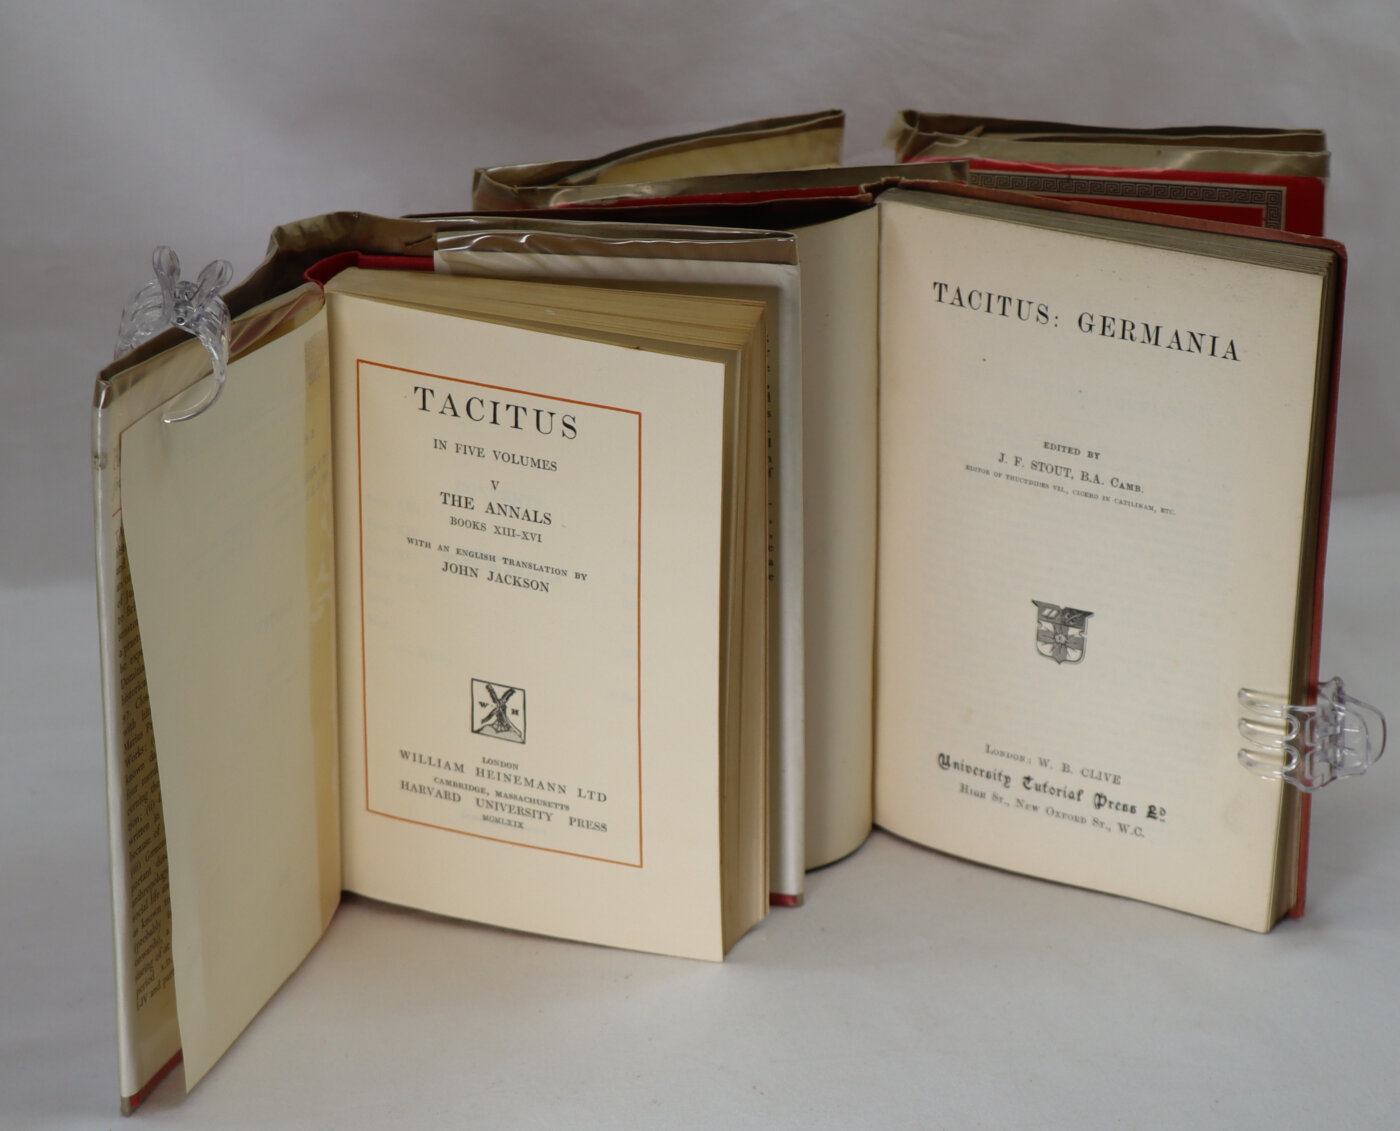 TACITUS
IN FIVE VOLUMES
V
THE ANNALS
BOOKS XIII–XVI
WITH AN ENGLISH TRANSLATION BY
JOHN JACKSON
W H
LONDON
WILLIAM HEINEMANN LTD
CAMBRIDGE, MASSACHUSETTS
HARVARD UNIVERSITY PRESS
MCMLXIX
TACITUS: GERMANIA
EDITED BY
J. F. STOUT, B.A. CAMB.
EDITOR OF THUCYDIDES VII., CICERO IN CATILINAM, ETC.
LONDON: W. B. CLIVE
University Tutorial Press Ld
HIGH ST., NEW OXFORD ST., W.C.